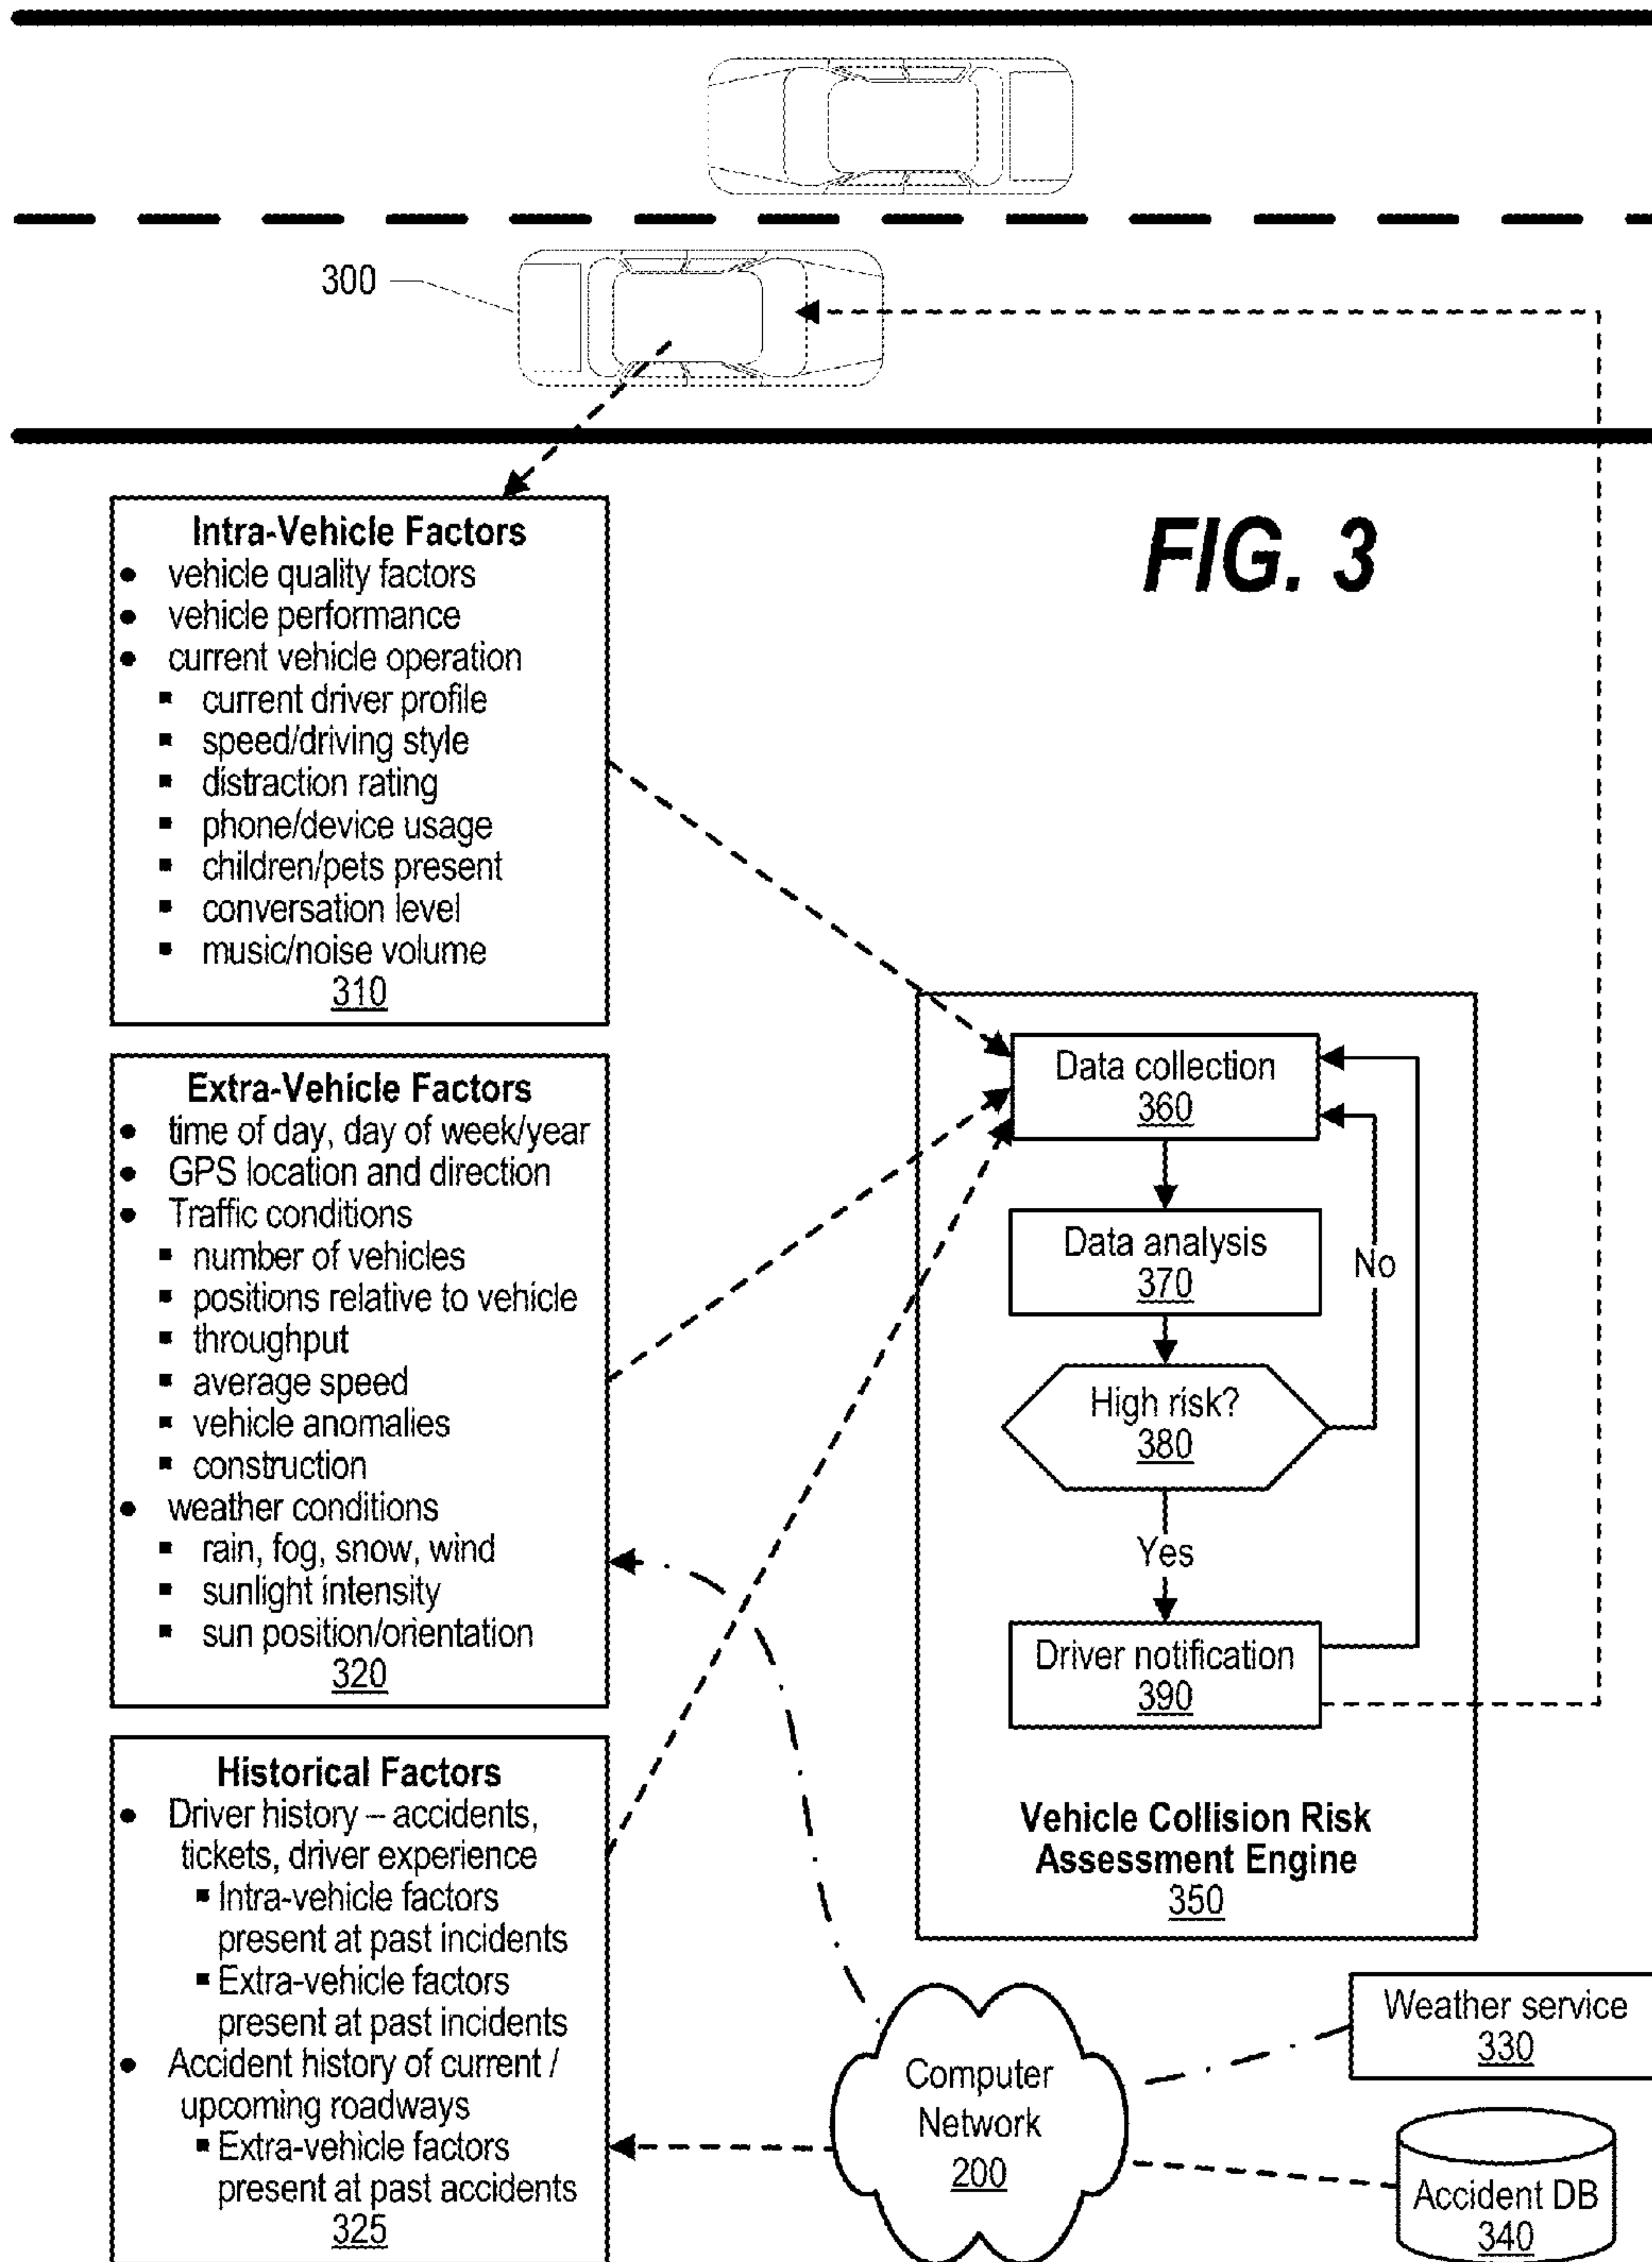 300
FIG. 3
Intra-Vehicle Factors
• vehicle quality factors
• vehicle performance
• current vehicle operation
▪ current driver profile
▪ speed/driving style
▪ distraction rating
▪ phone/device usage
▪ children/pets present
▪ conversation level
▪ music/noise volume
310
Extra-Vehicle Factors
• time of day, day of week/year
• GPS location and direction
• Traffic conditions
▪ number of vehicles
▪ positions relative to vehicle
▪ throughput
▪ average speed
▪ vehicle anomalies
▪ construction
• weather conditions
▪ rain, fog, snow, wind
▪ sunlight intensity
▪ sun position/orientation
320
Historical Factors
• Driver history – accidents,
tickets, driver experience
▪ Intra-vehicle factors
present at past incidents
▪ Extra-vehicle factors
present at past incidents
• Accident history of current /
upcoming roadways
▪ Extra-vehicle factors
present at past accidents
325
Data collection
360
Data analysis
370
No
High risk?
380
Yes
Driver notification
390
Vehicle Collision Risk
Assessment Engine
350
Computer
Network
200
Weather service
330
Accident DB
340